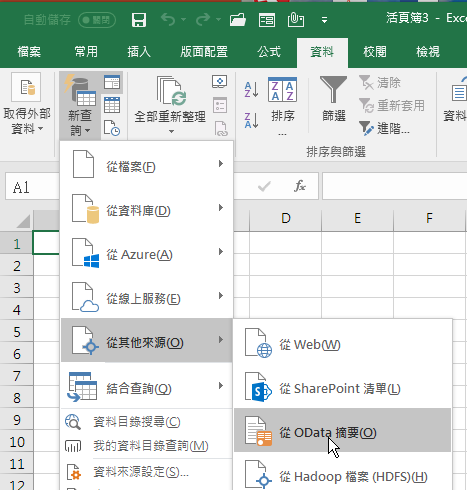 自動儲存 關閉 活頁簿3 - Exce
檔案 常用 插入 版面配置 公式 資料 校閱 檢視
取得外部
資料
新查
詢
全部重新整理
排序
...
篩選
清除
重新套用
進階...
資料
排序與篩選
A1 fx
D E F
1
2
3
4
5
6
7
8
9
10
11
12
從檔案(F)
從資料庫(D)
從 Azure(A)
從線上服務(E)
從其他來源(O)
結合查詢(Q)
資料目錄搜尋(C)
我的資料目錄查詢(M)
資料來源設定(S)...
從 Web(W)
從 SharePoint 清單(L)
從 OData 摘要(O)
從 Hadoop 檔案 (HDFS)(H)